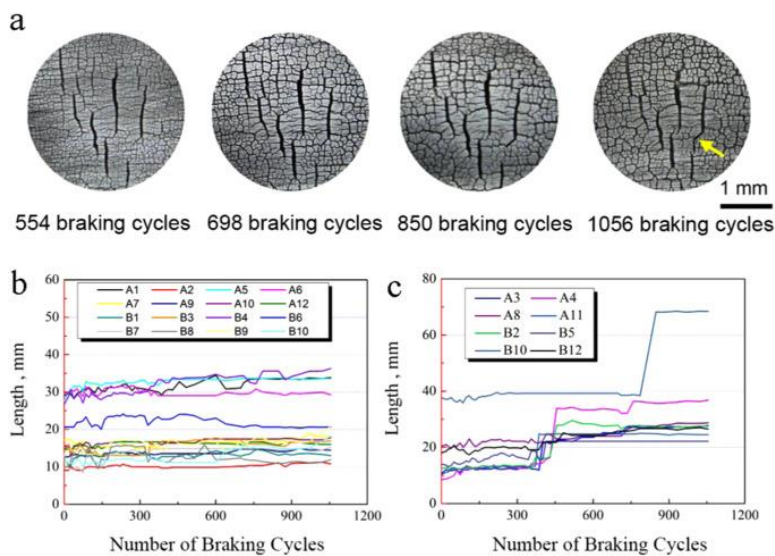 a
554 braking cycles 698 braking cycles 850 braking cycles 1056 braking cycles
1 mm
b
Length , mm
60
50
40
30
20
10
0
A1 A2 A5 A6
A7 A9 A10 A12
B1 B3 B4 B6
B7 B8 B9 B10
0 300 600 900 1200
Number of Braking Cycles
c
Length , mm
80
60
40
20
0
A3 A4
A8 A11
B2 B5
B10 B12
0 300 600 900 1200
Number of Braking Cycles